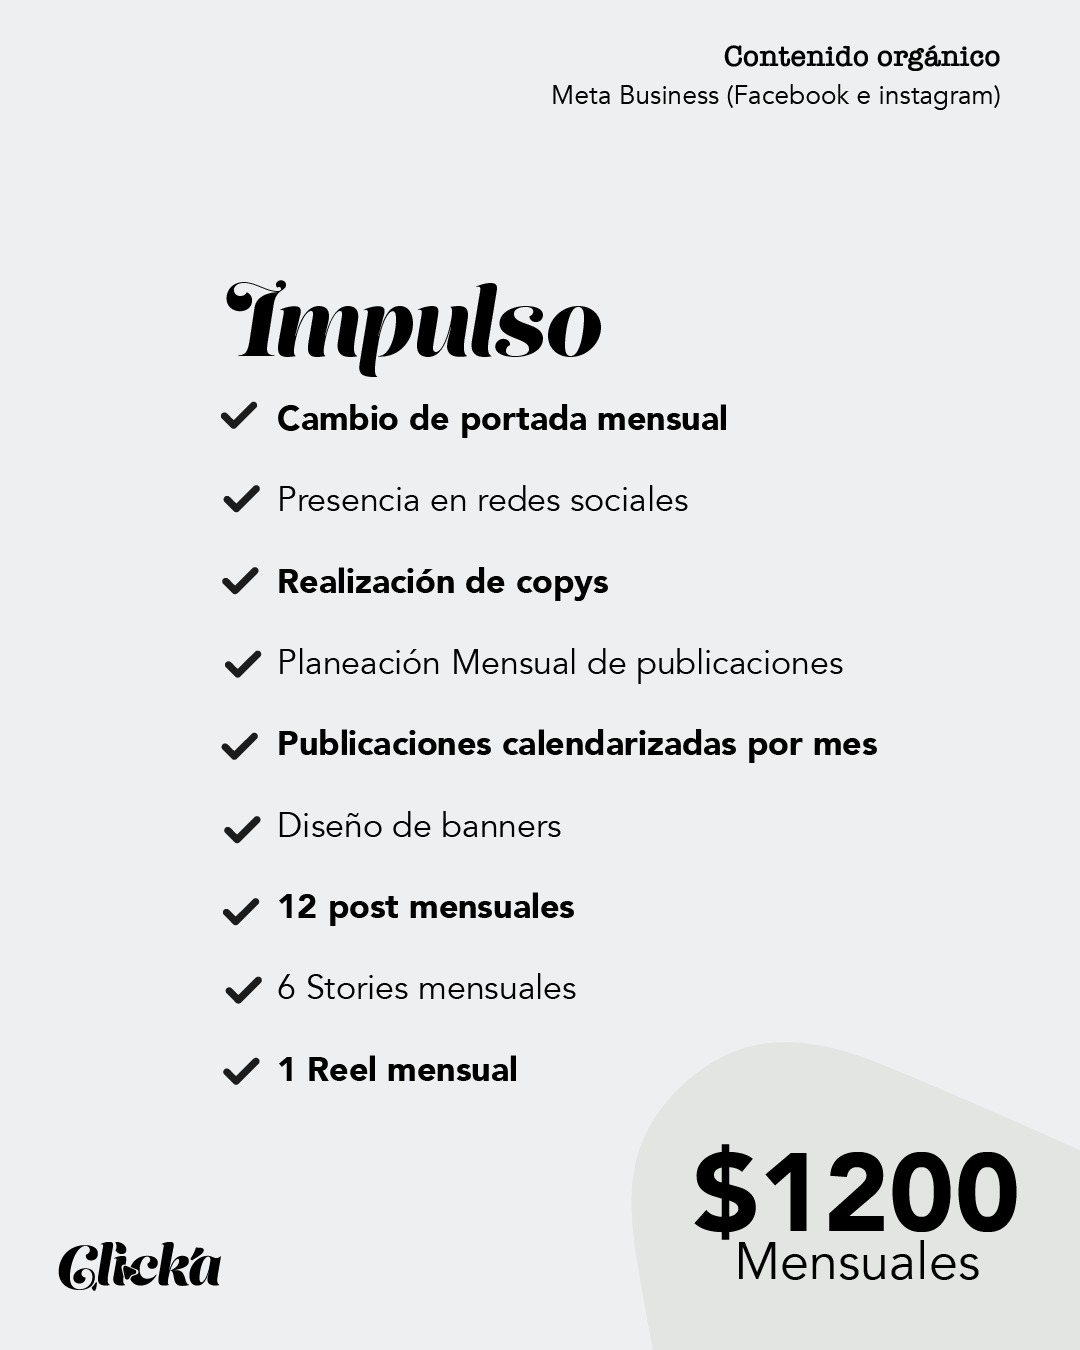 Contenido orgánico
Meta Business (Facebook e instagram)
Impulso
Cambio de portada mensual
Presencia en redes sociales
Realización de copys
Planeación Mensual de publicaciones
Publicaciones calendarizadas por mes
Diseño de banners
12 post mensuales
6 Stories mensuales
1 Reel mensual
$1200
Mensuales
Clická